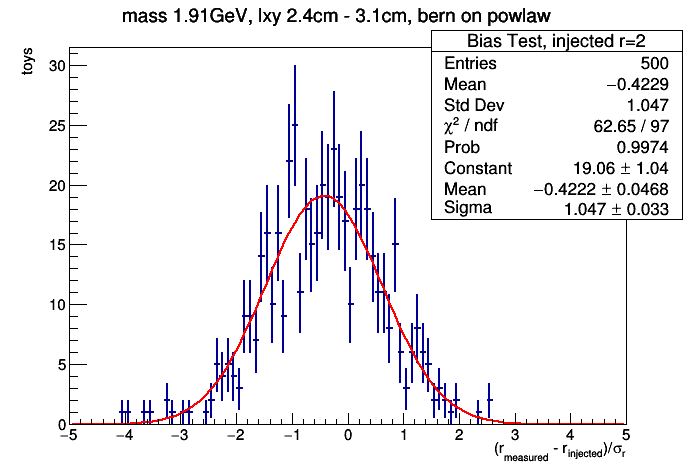 mass 1.91GeV, lxy 2.4cm - 3.1cm, bern on powlaw
Bias Test, injected r=2
Entries 500
Mean −0.4229
Std Dev 1.047
χ² / ndf 62.65 / 97
Prob 0.9974
Constant 19.06 ± 1.04
Mean −0.4222 ± 0.0468
Sigma 1.047 ± 0.033
toys
30
25
20
15
10
5
0
−5 −4 −3 −2 −1 0 1 2 3 4 5
(r_measured - r_injected)/σ_r